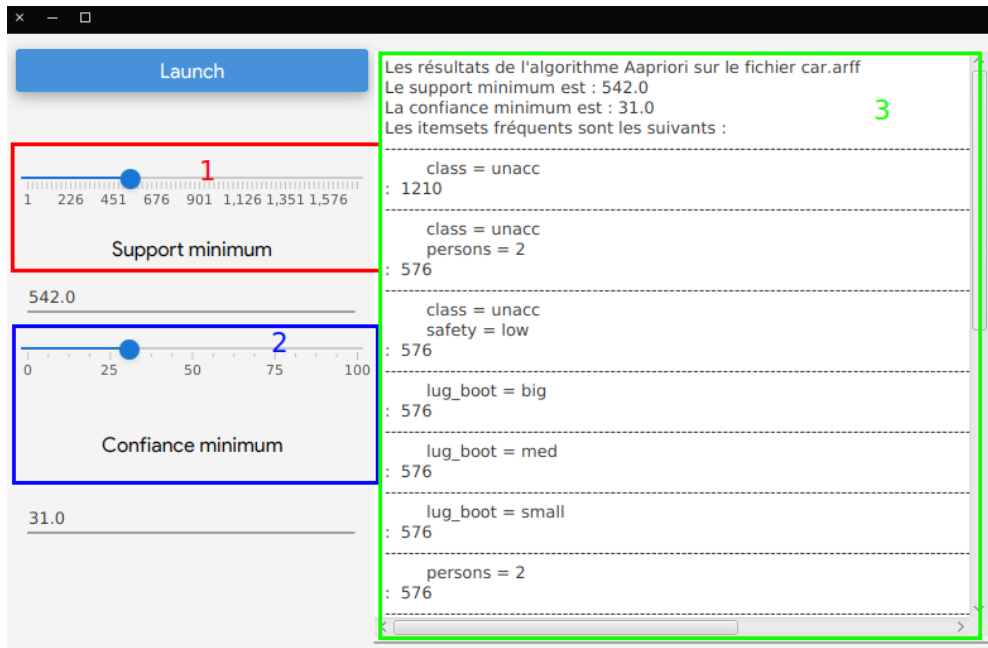 Launch
1
1 226 451 676 901 1,126 1,351 1,576
Support minimum
542.0
2
0 25 50 75 100
Confiance minimum
31.0
3
Les résultats de l'algorithme Aapriori sur le fichier car.arff
Le support minimum est : 542.0
La confiance minimum est : 31.0
Les itemsets fréquents sont les suivants :
class = unacc
: 1210
class = unacc
persons = 2
: 576
class = unacc
safety = low
: 576
lug_boot = big
: 576
lug_boot = med
: 576
lug_boot = small
: 576
persons = 2
: 576